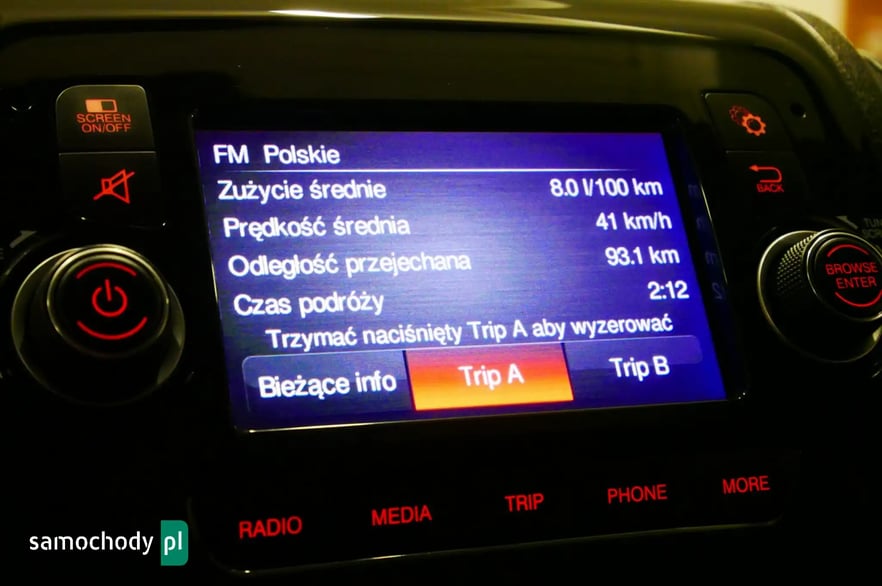 SCREEN
ON/OFF
FM Polskie
Zużycie średnie 8.0 l/100 km
Prędkość średnia 41 km/h
BACK
Odległość przejechana 93.1 km
BROWSE
ENTER
Czas podróży 2:12
Trzymać naciśnięty Trip A aby wyzerować
Bieżące info Trip A Trip B
RADIO MEDIA TRIP PHONE MORE
samochody pl